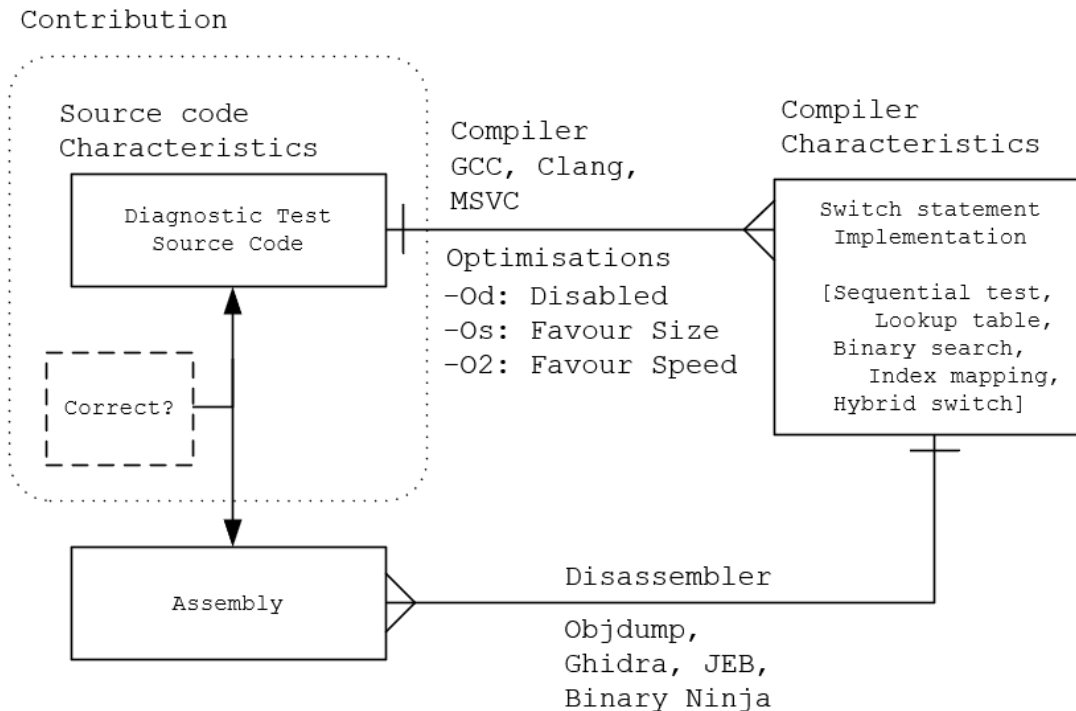 Contribution
Source code
Characteristics
Diagnostic Test
Source Code
Correct?
Assembly
Compiler
GCC, Clang,
MSVC
Optimisations
-Od: Disabled
-Os: Favour Size
-O2: Favour Speed
Compiler
Characteristics
Switch statement
Implementation
[Sequential test,
Lookup table,
Binary search,
Index mapping,
Hybrid switch]
Disassembler
Objdump,
Ghidra, JEB,
Binary Ninja